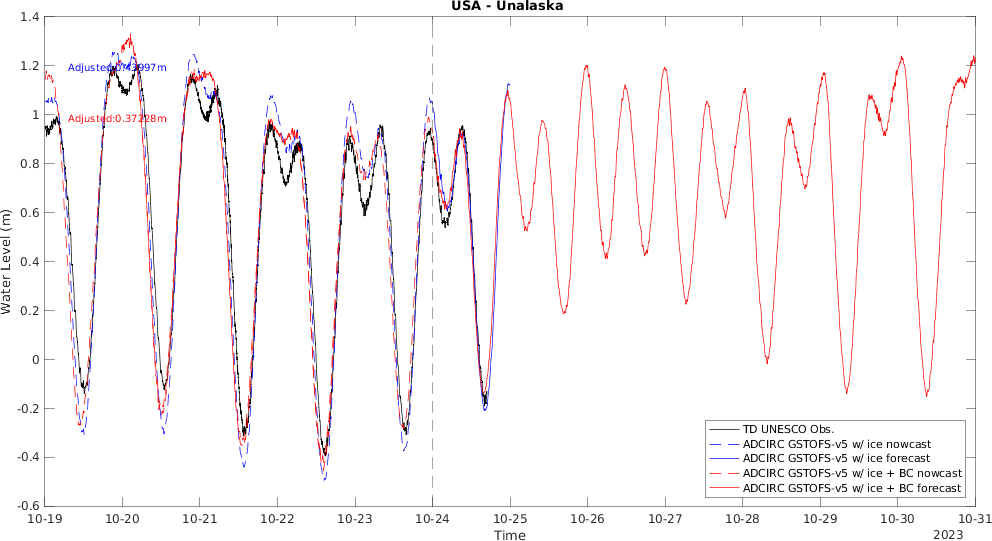 USA - Unalaska
Water Level (m)
1.4
1.2
1
0.8
0.6
0.4
0.2
0
-0.2
-0.4
-0.6
Adjusted:0.43997m
Adjusted:0.37228m
TD UNESCO Obs.
ADCIRC GSTOFS-v5 w/ ice nowcast
ADCIRC GSTOFS-v5 w/ ice forecast
ADCIRC GSTOFS-v5 w/ ice + BC nowcast
ADCIRC GSTOFS-v5 w/ ice + BC forecast
10-19 10-20 10-21 10-22 10-23 10-24 10-25 10-26 10-27 10-28 10-29 10-30 10-31
Time
2023